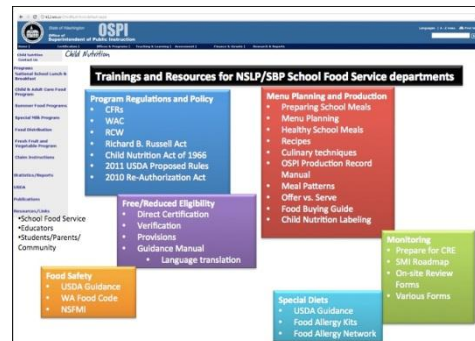 State of Washington
Office of
Superintendent of Public Instruction
OSPI
Child Nutrition
Contact Us
Child Nutrition
Trainings and Resources for NSLP/SBP School Food Service departments
Programs
National School Lunch &
Breakfast
Child & Adult Care Food
Program
Summer Food Programs
Special Milk Program
Food Distribution
Fresh Fruit and
Vegetable Program
Claim Instructions
Statistics/Reports
USDA
Publications
Resources/Links
•School Food Service
•Educators
•Students/Parents/
Community
Program Regulations and Policy
• CFRs
• WAC
• RCW
• Richard B. Russell Act
• Child Nutrition Act of 1966
• 2011 USDA Proposed Rules
• 2010 Re-Authorization Act
Menu Planning and Production
• Preparing School Meals
• Menu Planning
• Healthy School Meals
• Recipes
• Culinary techniques
• OSPI Production Record
Manual
• Meal Patterns
• Offer vs. Serve
• Food Buying Guide
• Child Nutrition Labeling
Free/Reduced Eligibility
• Direct Certification
• Verification
• Provisions
• Guidance Manual
• Language translation
Monitoring
• Prepare for CRE
• SMI Roadmap
• On-site Review
Forms
• Various Forms
Food Safety
• USDA Guidance
• WA Food Code
• NSFMI
Special Diets
• USDA Guidance
• Food Allergy Kits
• Food Allergy Network